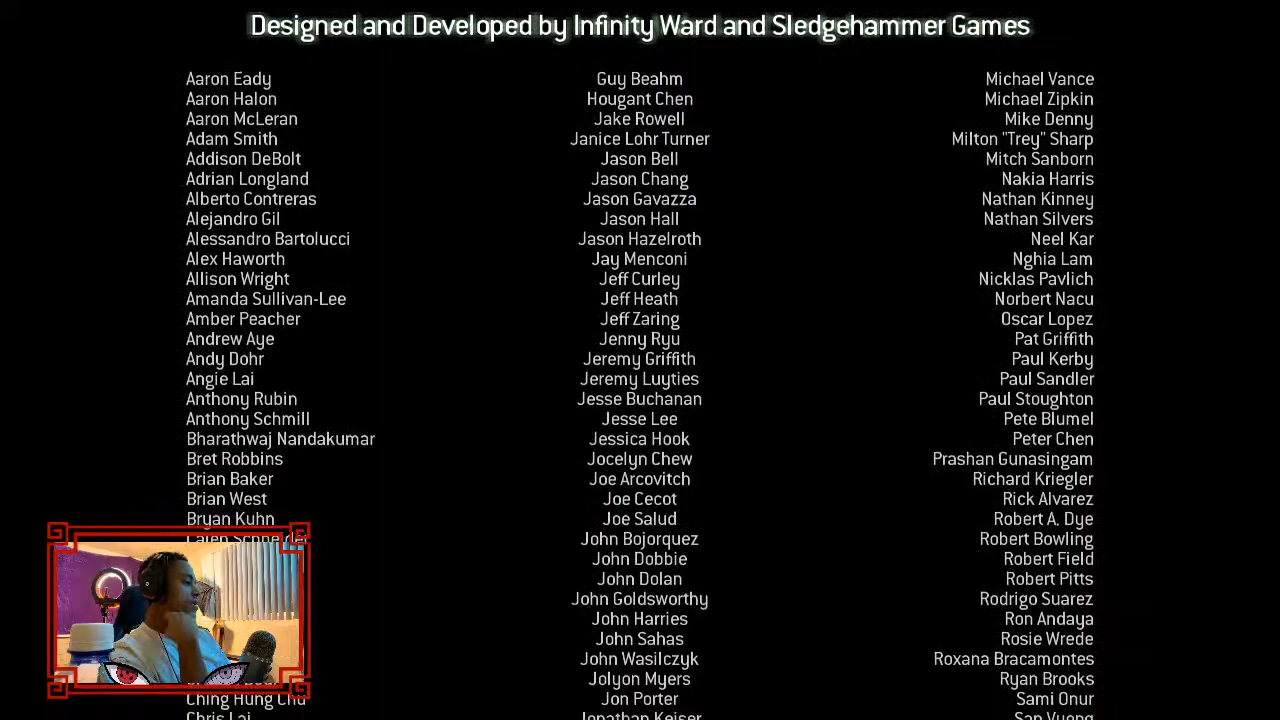 Designed and Developed by Infinity Ward and Sledgehammer Games
Aaron Eady
Aaron Halon
Aaron McLeran
Adam Smith
Addison DeBolt
Adrian Longland
Alberto Contreras
Alejandro Gil
Alessandro Bartolucci
Alex Haworth
Allison Wright
Amanda Sullivan-Lee
Amber Peacher
Andrew Aye
Andy Dohr
Angie Lai
Anthony Rubin
Anthony Schmill
Bharathwaj Nandakumar
Bret Robbins
Brian Baker
Brian West
Bryan Kuhn
Ching Hung Chu
Chris Lai
Guy Beahm
Hougant Chen
Jake Rowell
Janice Lohr Turner
Jason Bell
Jason Chang
Jason Gavazza
Jason Hall
Jason Hazelroth
Jay Menconi
Jeff Curley
Jeff Heath
Jeff Zaring
Jenny Ryu
Jeremy Griffith
Jeremy Luyties
Jesse Buchanan
Jesse Lee
Jessica Hook
Jocelyn Chew
Joe Arcovitch
Joe Cecot
Joe Salud
John Bojorquez
John Dobbie
John Dolan
John Goldsworthy
John Harries
John Sahas
John Wasilczyk
Jolyon Myers
Jon Porter
Jonathan Keiser
Michael Vance
Michael Zipkin
Mike Denny
Milton "Trey" Sharp
Mitch Sanborn
Nakia Harris
Nathan Kinney
Nathan Silvers
Neel Kar
Nghia Lam
Nicklas Pavlich
Norbert Nacu
Oscar Lopez
Pat Griffith
Paul Kerby
Paul Sandler
Paul Stoughton
Pete Blumel
Peter Chen
Prashan Gunasingam
Richard Kriegler
Rick Alvarez
Robert A. Dye
Robert Bowling
Robert Field
Robert Pitts
Rodrigo Suarez
Ron Andaya
Rosie Wrede
Roxana Bracamontes
Ryan Brooks
Sami Onur
San Vuong